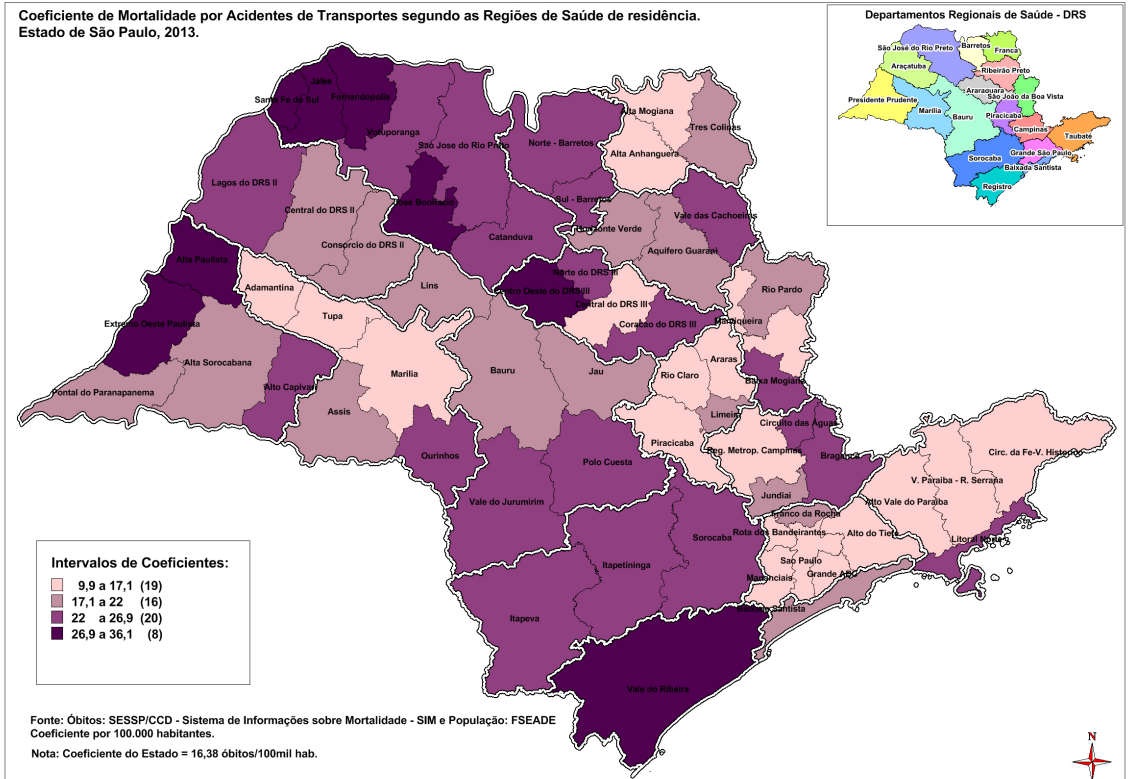 Coeficiente de Mortalidade por Acidentes de Transportes segundo as Regiões de Saúde de residência.
Estado de São Paulo, 2013.
Departamentos Regionais de Saúde - DRS
São José do Rio Preto
Barretos
Franca
Araçatuba
Ribeirão Preto
Araraquara
São João da Boa Vista
Presidente Prudente
Marília
Bauru
Piracicaba
Campinas
Taubaté
Sorocaba
Grande São Paulo
Baixada Santista
Registro
Jales
Santa Fe do Sul
Fernandopolis
Votuporanga
Sao Jose do Rio Preto
Norte - Barretos
Alta Mogiana
Tres Colinas
Alta Anhanguera
Lagos do DRS II
Central do DRS II
Jose Bonifacio
Sul - Barretos
Vale das Cachoeiras
Horizonte Verde
Consorcio do DRS II
Catanduva
Aquifero Guarani
Alta Paulista
Norte do DRS III
Adamantina
Lins
Centro Oeste do DRS III
Rio Pardo
Central do DRS III
Tupa
Extremo Oeste Paulista
Coracao do DRS III
Mantiqueira
Alta Sorocabana
Araras
Marilia
Bauru
Jau
Rio Claro
Baixa Mogiana
Alto Capivari
Pontal do Paranapanema
Assis
Limeira
Circuito das Aguas
Piracicaba
Reg. Metrop. Campinas
Circ. da Fe-V. Historico
Ourinhos
Polo Cuesta
Bragança
V. Paraiba - R. Serrana
Jundiai
Vale do Jurumirim
Alto Vale do Paraiba
Franco da Rocha
Sorocaba
Rota dos Bandeirantes
Alto do Tiete
Litoral Norte
Itapetininga
Sao Paulo
Mananciais
Grande ABC
Baixada Santista
Itapeva
Vale do Ribeira
Intervalos de Coeficientes:
9,9 a 17,1 (19)
17,1 a 22 (16)
22 a 26,9 (20)
26,9 a 36,1 (8)
Fonte: Óbitos: SESSP/CCD - Sistema de Informações sobre Mortalidade - SIM e População: FSEADE
Coeficiente por 100.000 habitantes.
Nota: Coeficiente do Estado = 16,38 óbitos/100mil hab.
N